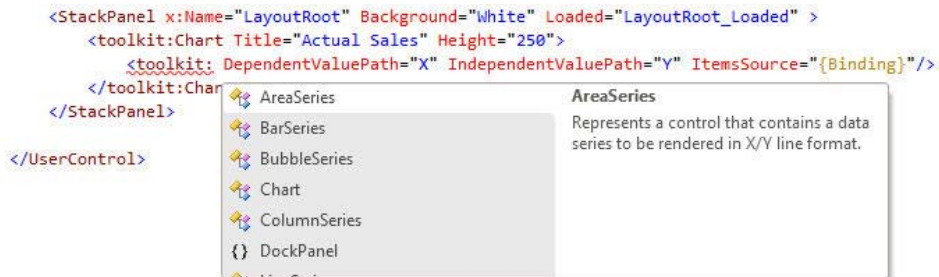 <StackPanel x:Name="LayoutRoot" Background="White" Loaded="LayoutRoot_Loaded" >
<toolkit:Chart Title="Actual Sales" Height="250">
<toolkit: DependentValuePath="X" IndependentValuePath="Y" ItemsSource="{Binding}"/>
</toolkit:Char
</StackPanel>
</UserControl>
AreaSeries
BarSeries
BubbleSeries
Chart
ColumnSeries
{} DockPanel
AreaSeries
Represents a control that contains a data
series to be rendered in X/Y line format.